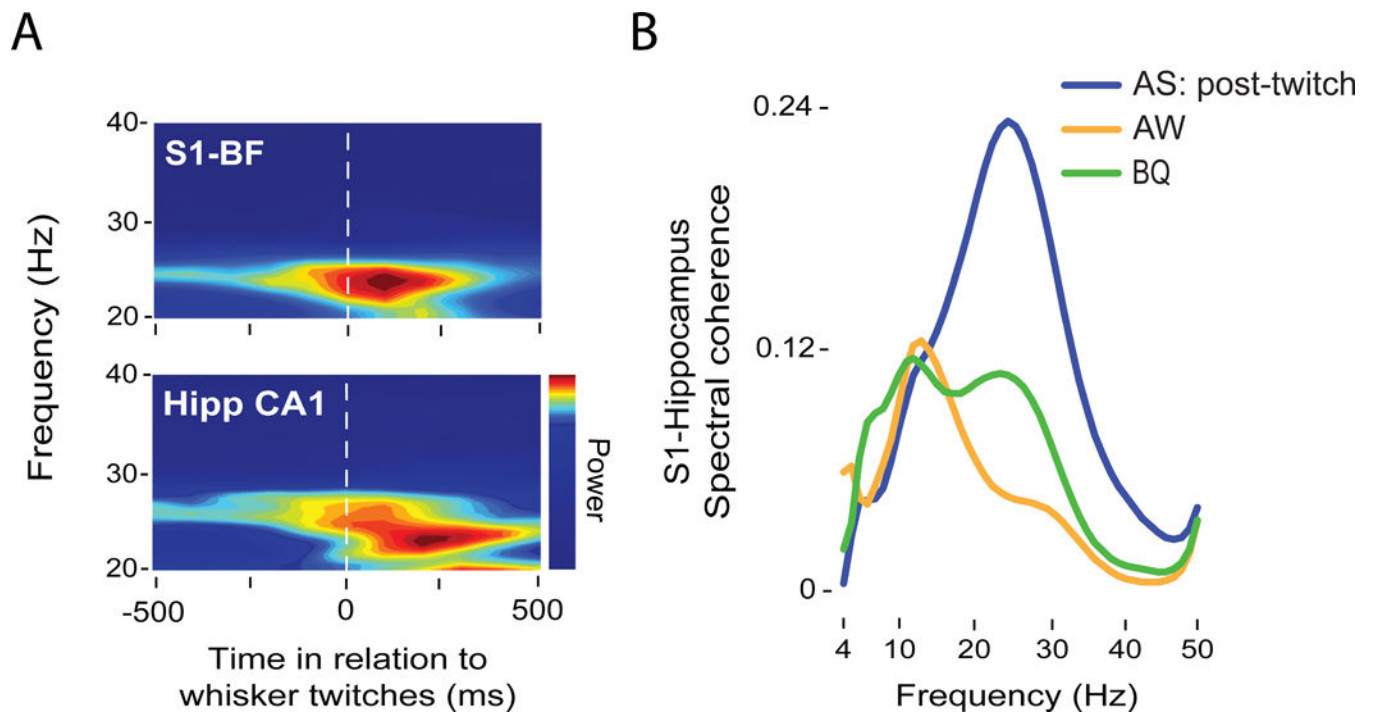 A
Frequency (Hz)
40-
30-
20-
S1-BF
40-
30-
20-
Hipp CA1
Power
-500
0
500
Time in relation to
whisker twitches (ms)
B
AS: post-twitch
AW
BQ
S1-Hippocampus
Spectral coherence
0.24-
0.12-
0-
4
10
20
30
40
50
Frequency (Hz)